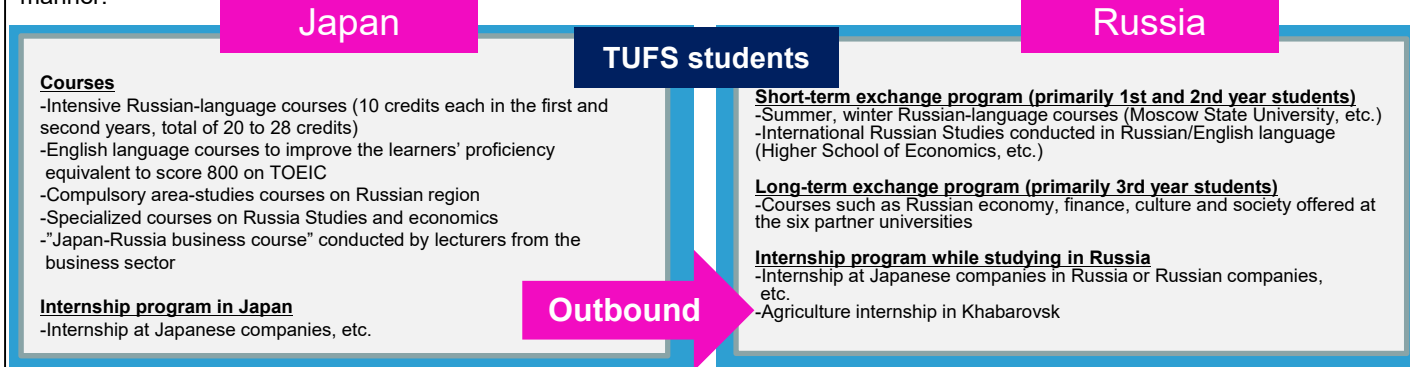 manner.
Japan
Russia
TUFS students
Courses
-Intensive Russian-language courses (10 credits each in the first and
second years, total of 20 to 28 credits)
-English language courses to improve the learners’ proficiency
equivalent to score 800 on TOEIC
-Compulsory area-studies courses on Russian region
-Specialized courses on Russia Studies and economics
-”Japan-Russia business course” conducted by lecturers from the
business sector
Internship program in Japan
-Internship at Japanese companies, etc.
Outbound
Short-term exchange program (primarily 1st and 2nd year students)
-Summer, winter Russian-language courses (Moscow State University, etc.)
-International Russian Studies conducted in Russian/English language
(Higher School of Economics, etc.)
Long-term exchange program (primarily 3rd year students)
-Courses such as Russian economy, finance, culture and society offered at
the six partner universities
Internship program while studying in Russia
-Internship at Japanese companies in Russia or Russian companies,
etc.
-Agriculture internship in Khabarovsk